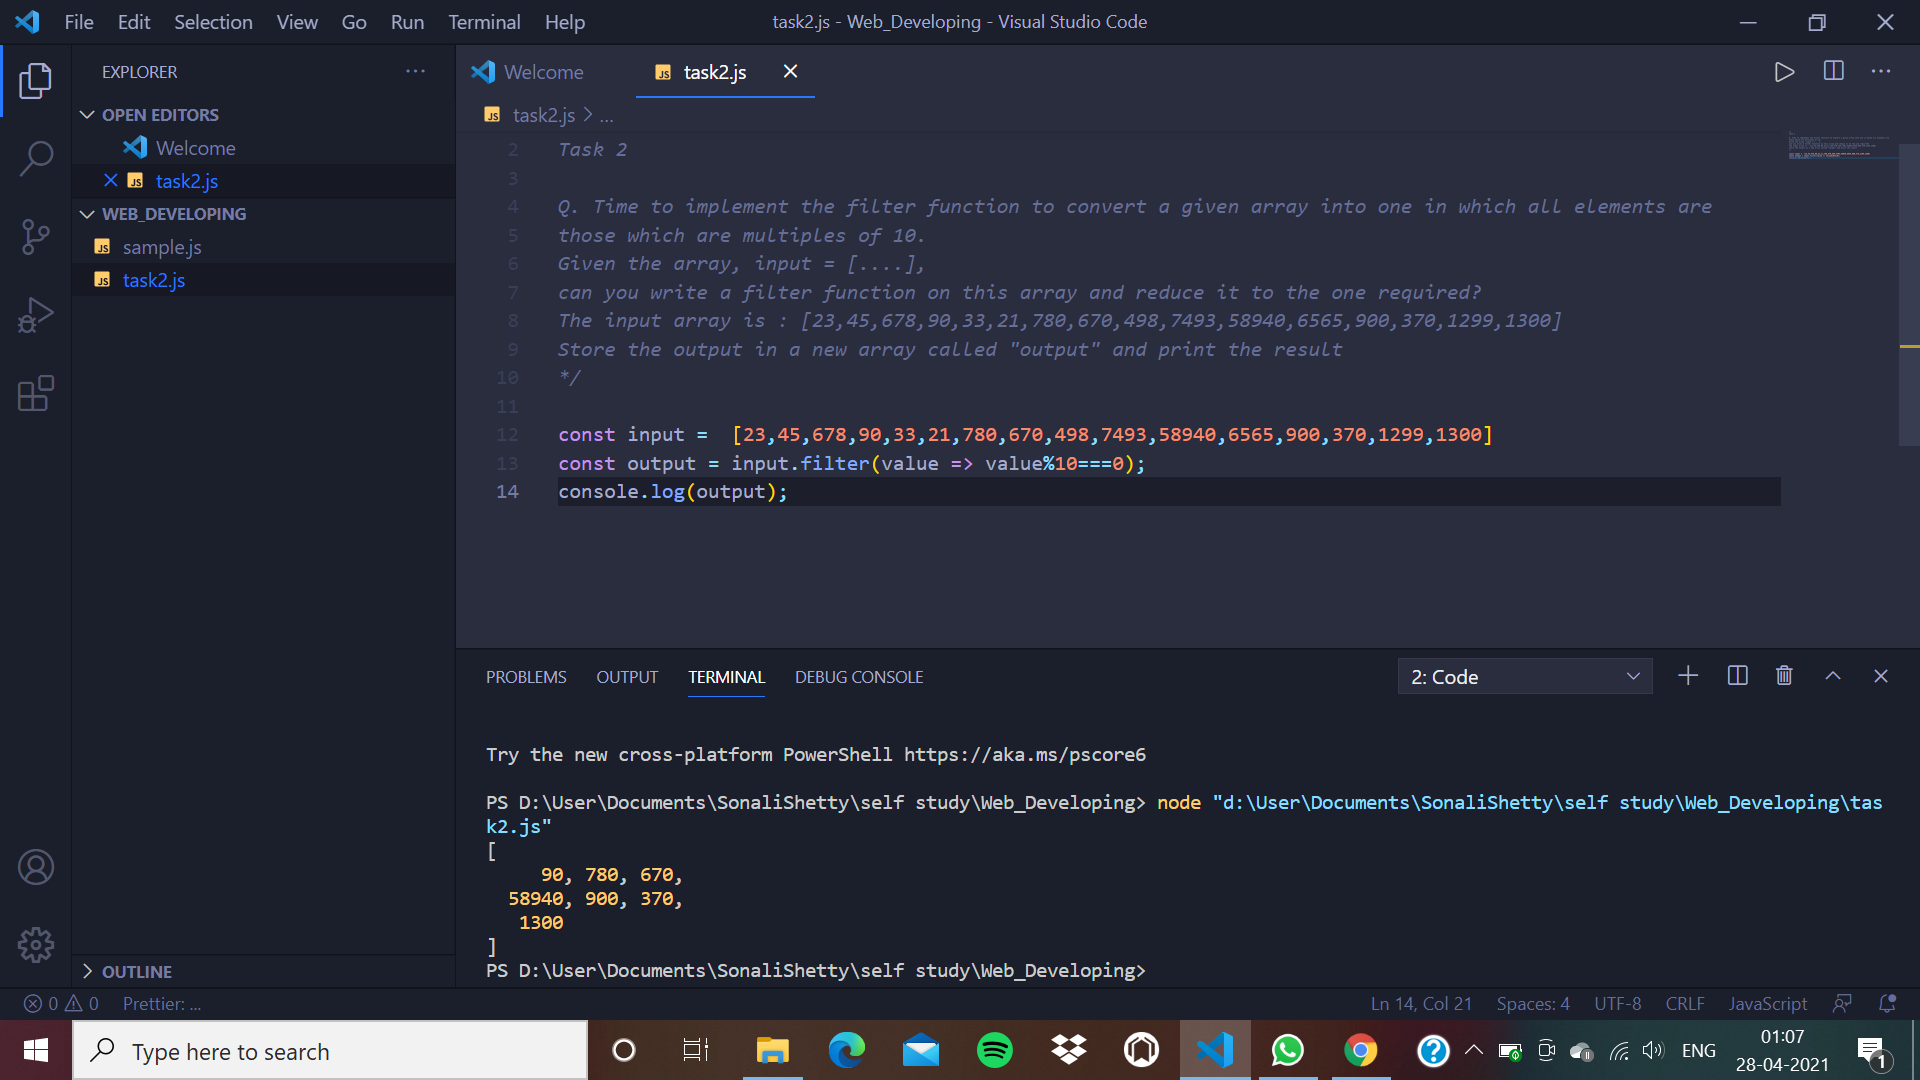 File Edit Selection View Go Run Terminal Help
task2.js - Web_Developing - Visual Studio Code
EXPLORER
OPEN EDITORS
Welcome
task2.js
WEB_DEVELOPING
sample.js
task2.js
OUTLINE
Welcome
task2.js
task2.js > ...
2 Task 2
3
4 Q. Time to implement the filter function to convert a given array into one in which all elements are
5 those which are multiples of 10.
6 Given the array, input = [....],
7 can you write a filter function on this array and reduce it to the one required?
8 The input array is : [23,45,678,90,33,21,780,670,498,7493,58940,6565,900,370,1299,1300]
9 Store the output in a new array called "output" and print the result
10 */
11
12 const input =  [23,45,678,90,33,21,780,670,498,7493,58940,6565,900,370,1299,1300]
13 const output = input.filter(value => value%10===0);
14 console.log(output);
PROBLEMS OUTPUT TERMINAL DEBUG CONSOLE
2: Code
Try the new cross-platform PowerShell https://aka.ms/pscore6
PS D:\User\Documents\SonaliShetty\self study\Web_Developing> node "d:\User\Documents\SonaliShetty\self study\Web_Developing\tas
k2.js"
[
90, 780, 670,
58940, 900, 370,
1300
]
PS D:\User\Documents\SonaliShetty\self study\Web_Developing>
0 0 Prettier: ...
Ln 14, Col 21 Spaces: 4 UTF-8 CRLF JavaScript
Type here to search
ENG
01:07
28-04-2021
1